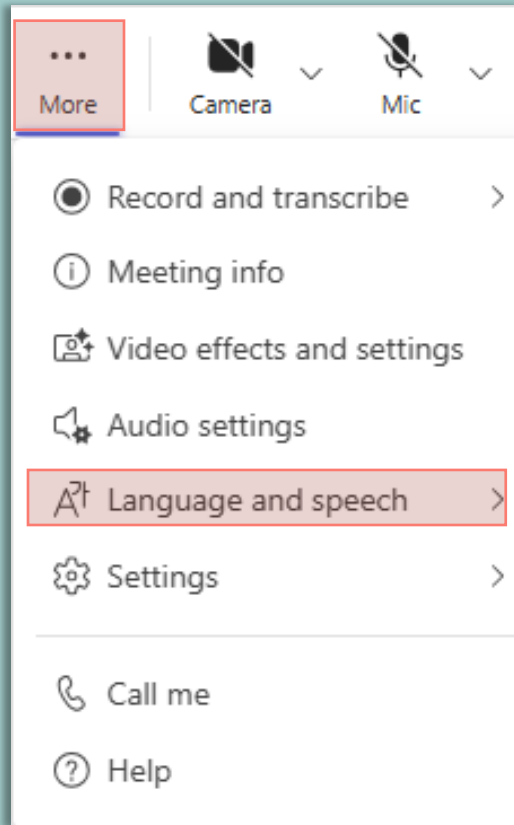 More
Camera
Mic
Record and transcribe
Meeting info
Video effects and settings
Audio settings
Language and speech
Settings
Call me
Help